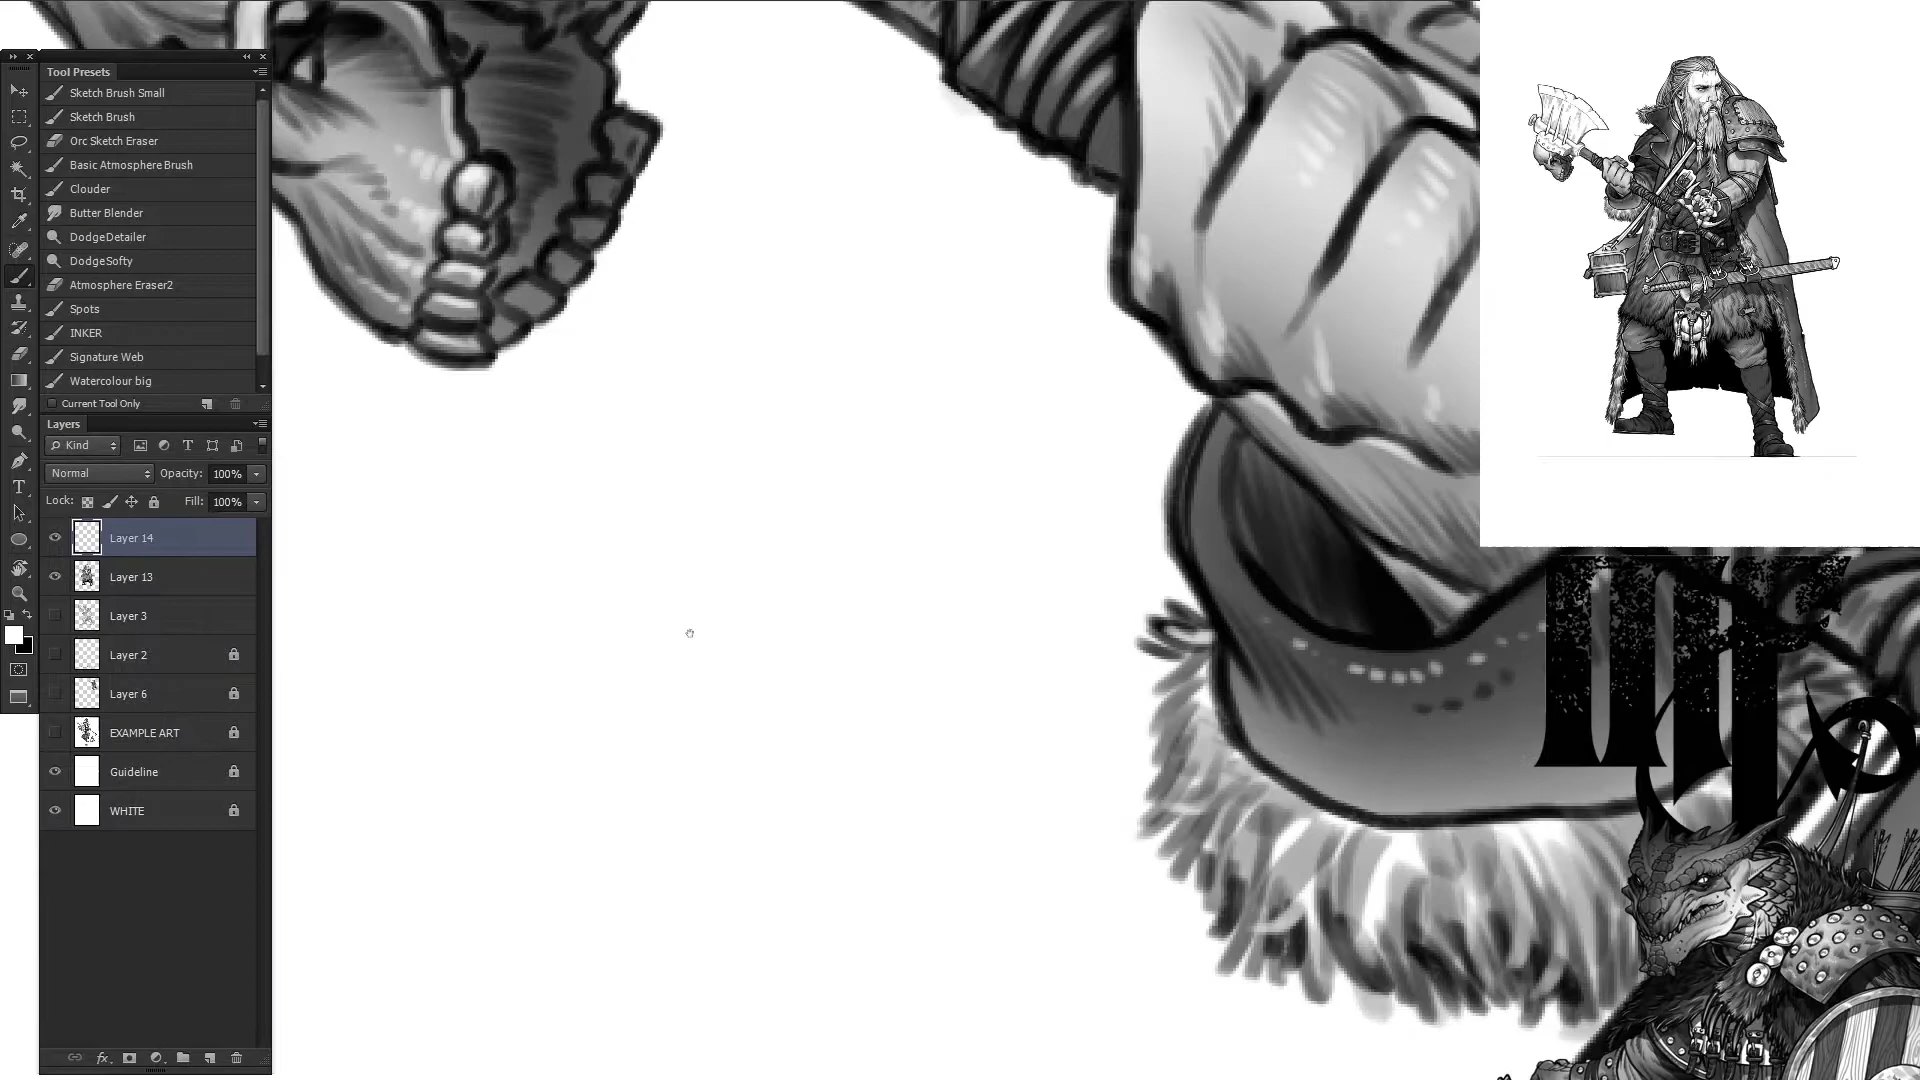 Tool Presets
Sketch Brush Small
Sketch Brush
Orc Sketch Eraser
Basic Atmosphere Brush
Clouder
Butter Blender
DodgeDetailer
DodgeSofty
Atmosphere Eraser2
Spots
INKER
Signature Web
Watercolour big
Current Tool Only
Layers
Kind
Normal
Opacity: 100%
Lock:
Fill: 100%
Layer 14
Layer 13
Layer 3
Layer 2
Layer 6
EXAMPLE ART
Guideline
WHITE
fx